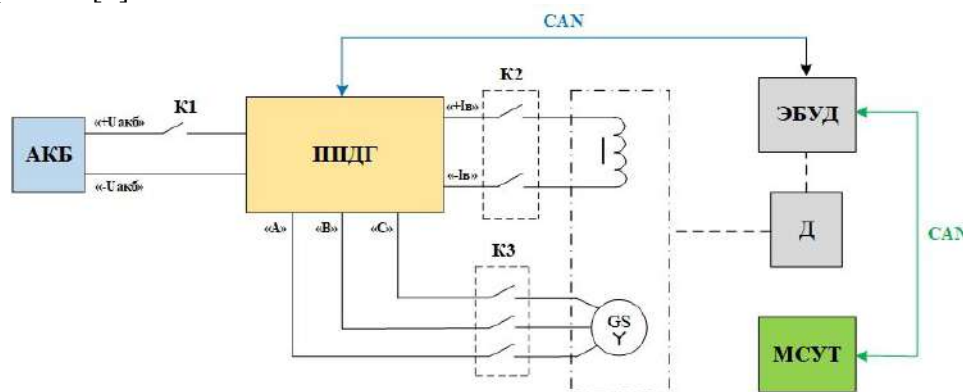 CAN
К2
К1
«+Uакб»
«+Iв»
ЭБУД
АКБ
ППДГ
«-Uакб»
«-Iв»
«А»
«В»
«С»
Д
CAN
К3
GS
МСУТ